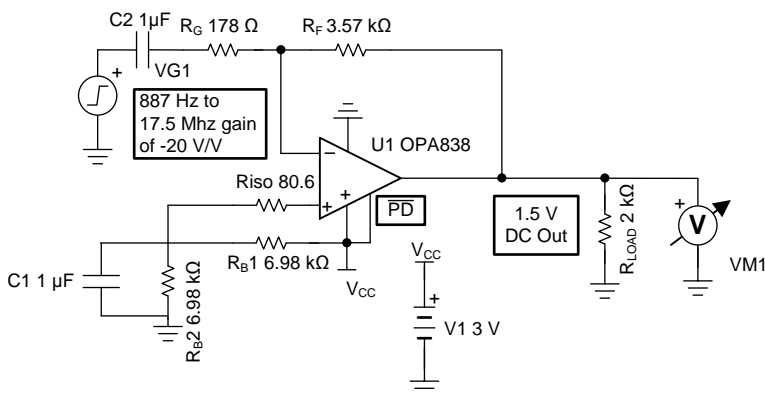 C2 1µF
R_G 178 Ω
R_F 3.57 kΩ
VG1
+
887 Hz to
17.5 Mhz gain
of -20 V/V
U1 OPA838
−
+
+
Riso 80.6
PD
1.5 V
DC Out
R_LOAD 2 kΩ
+
V
VM1
R_B1 6.98 kΩ
V_CC
V_CC
C1 1 µF
R_B2 6.98 kΩ
+
V1 3 V